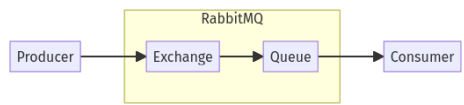 RabbitMQ
Producer
Exchange
Queue
Consumer